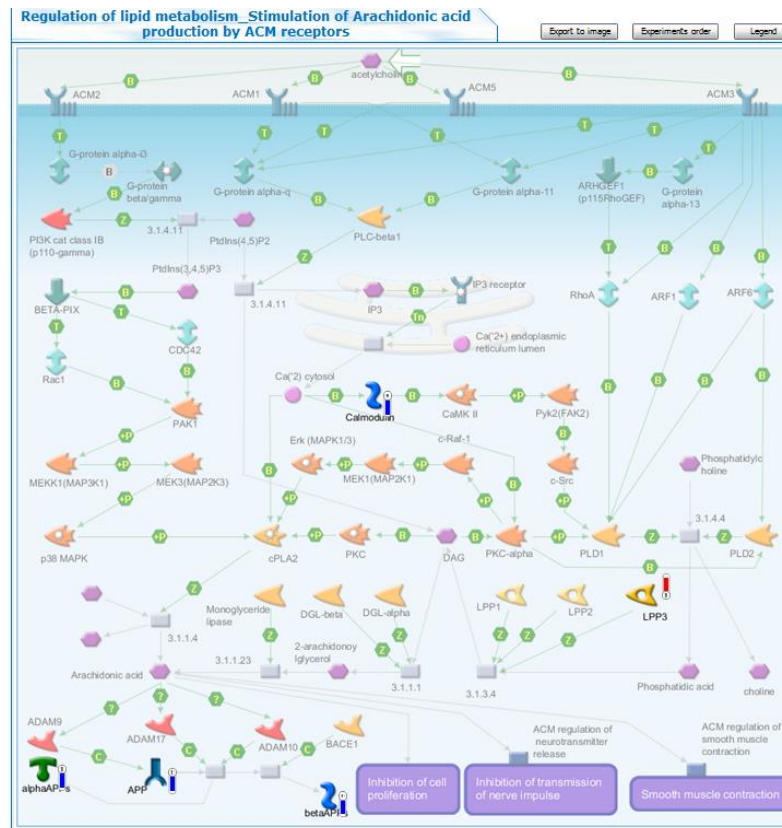 Regulation of lipid metabolism_Stimulation of Arachidonic acid
production by ACM receptors
Export to image
Experiments order
Legend
acetylcholin
B
B
B
B
ACM2
ACM1
ACM5
ACM3
T
T
T
T
T
T
G-protein alpha-i3
B
G-protein
beta/gamma
G-protein alpha-q
G-protein alpha-11
ARHGEF1
(p115RhoGEF)
B
G-protein
alpha-13
B
B
B
T
B
B
B
PI3K cat class IB
(p110-gamma)
Z
3.1.4.11
PtdIns(4,5)P2
PLC-beta1
Z
PtdIns(3,4,5)P3
BETA-PIX
B
3.1.4.11
IP3
B
IP3 receptor
RhoA
ARF1
ARF6
T
T
Tn
CDC42
Ca('2+) endoplasmic
reticulum lumen
Rac1
B
B
Ca('2) cytosol
B
Calmodulin
B
CaMK II
+P
Pyk2(FAK2)
PAK1
B
+P
Erk (MAPK1/3)
c-Raf-1
MEKK1(MAP3K1)
+P
MEK3(MAP2K3)
B
+P
MEK1(MAP2K1)
+P
c-Src
Phosphatidylc
holine
+P
+P
+P
+P
3.1.4.4
p38 MAPK
+P
cPLA2
+P
PKC
B
DAG
B
PKC-alpha
+P
PLD1
Z
Z
PLD2
B
Z
Monoglyceride
lipase
DGL-beta
DGL-alpha
LPP1
LPP2
LPP3
3.1.1.4
Z
Z
Z
Z
Z
Z
2-arachidonoy
lglycerol
3.1.1.23
3.1.1.1
3.1.3.4
Arachidonic acid
Phosphatidic acid
choline
?
?
?
ADAM9
ADAM17
ADAM10
BACE1
C
C
C
C
ACM regulation of
neurotransmitter
release
ACM regulation of
smooth muscle
contraction
alphaAPPs
APP
betaAPPs
Inhibition of cell
proliferation
Inhibition of transmission
of nerve impulse
Smooth muscle contraction